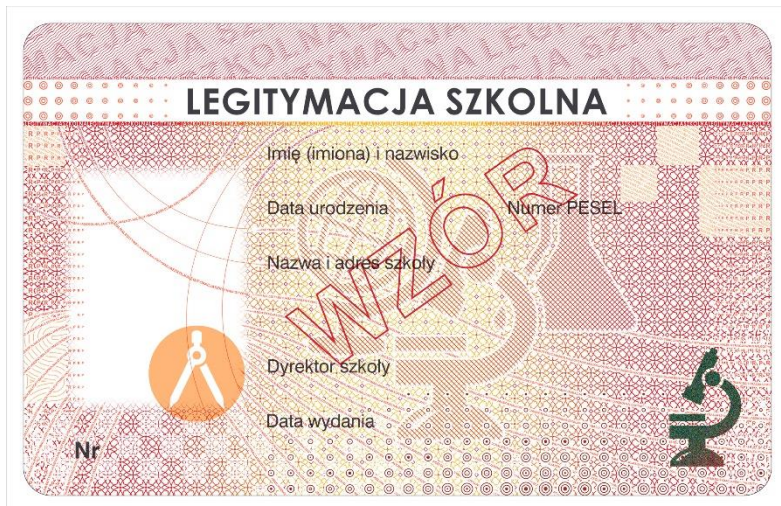 LEGITYMACJA SZKOLNA
Imię (imiona) i nazwisko
Data urodzenia Numer PESEL
Nazwa i adres szkoły
WZÓR
Dyrektor szkoły
Data wydania
Nr